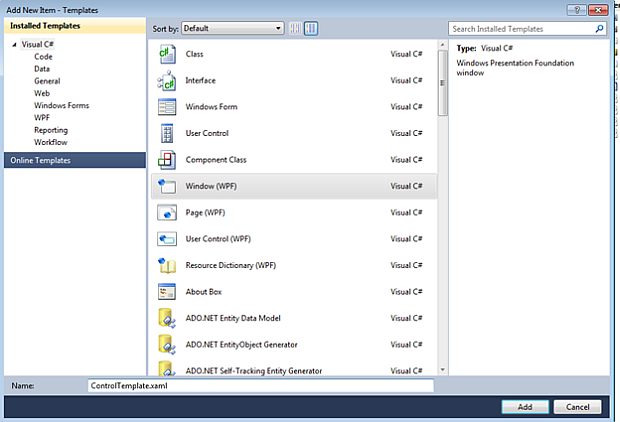 Add New Item - Templates
Installed Templates
Visual C#
Code
Data
General
Web
Windows Forms
WPF
Reporting
Workflow
Online Templates
Sort by: Default
Class Visual C#
Interface Visual C#
Windows Form Visual C#
User Control Visual C#
Component Class Visual C#
Window (WPF) Visual C#
Page (WPF) Visual C#
User Control (WPF) Visual C#
Resource Dictionary (WPF) Visual C#
About Box Visual C#
ADO.NET Entity Data Model Visual C#
ADO.NET EntityObject Generator Visual C#
ADO.NET Self-Tracking Entity Generator Visual C#
Search Installed Templates
Type: Visual C#
Windows Presentation Foundation
window
Name: ControlTemplate.xaml
Add Cancel